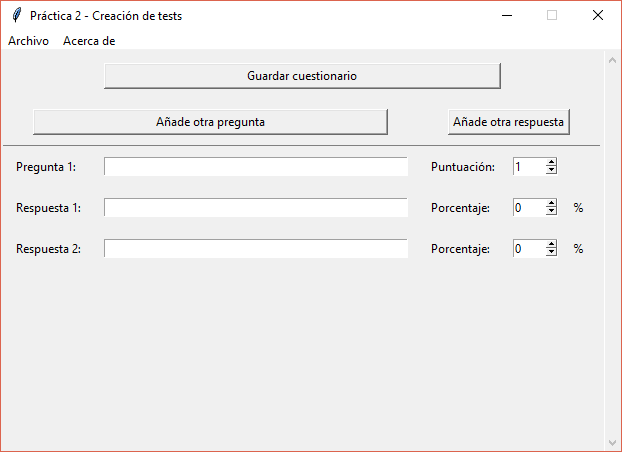 Práctica 2 - Creación de tests
Archivo Acerca de
Guardar cuestionario
Añade otra pregunta Añade otra respuesta
Pregunta 1: Puntuación: 1
Respuesta 1: Porcentaje: 0 %
Respuesta 2: Porcentaje: 0 %